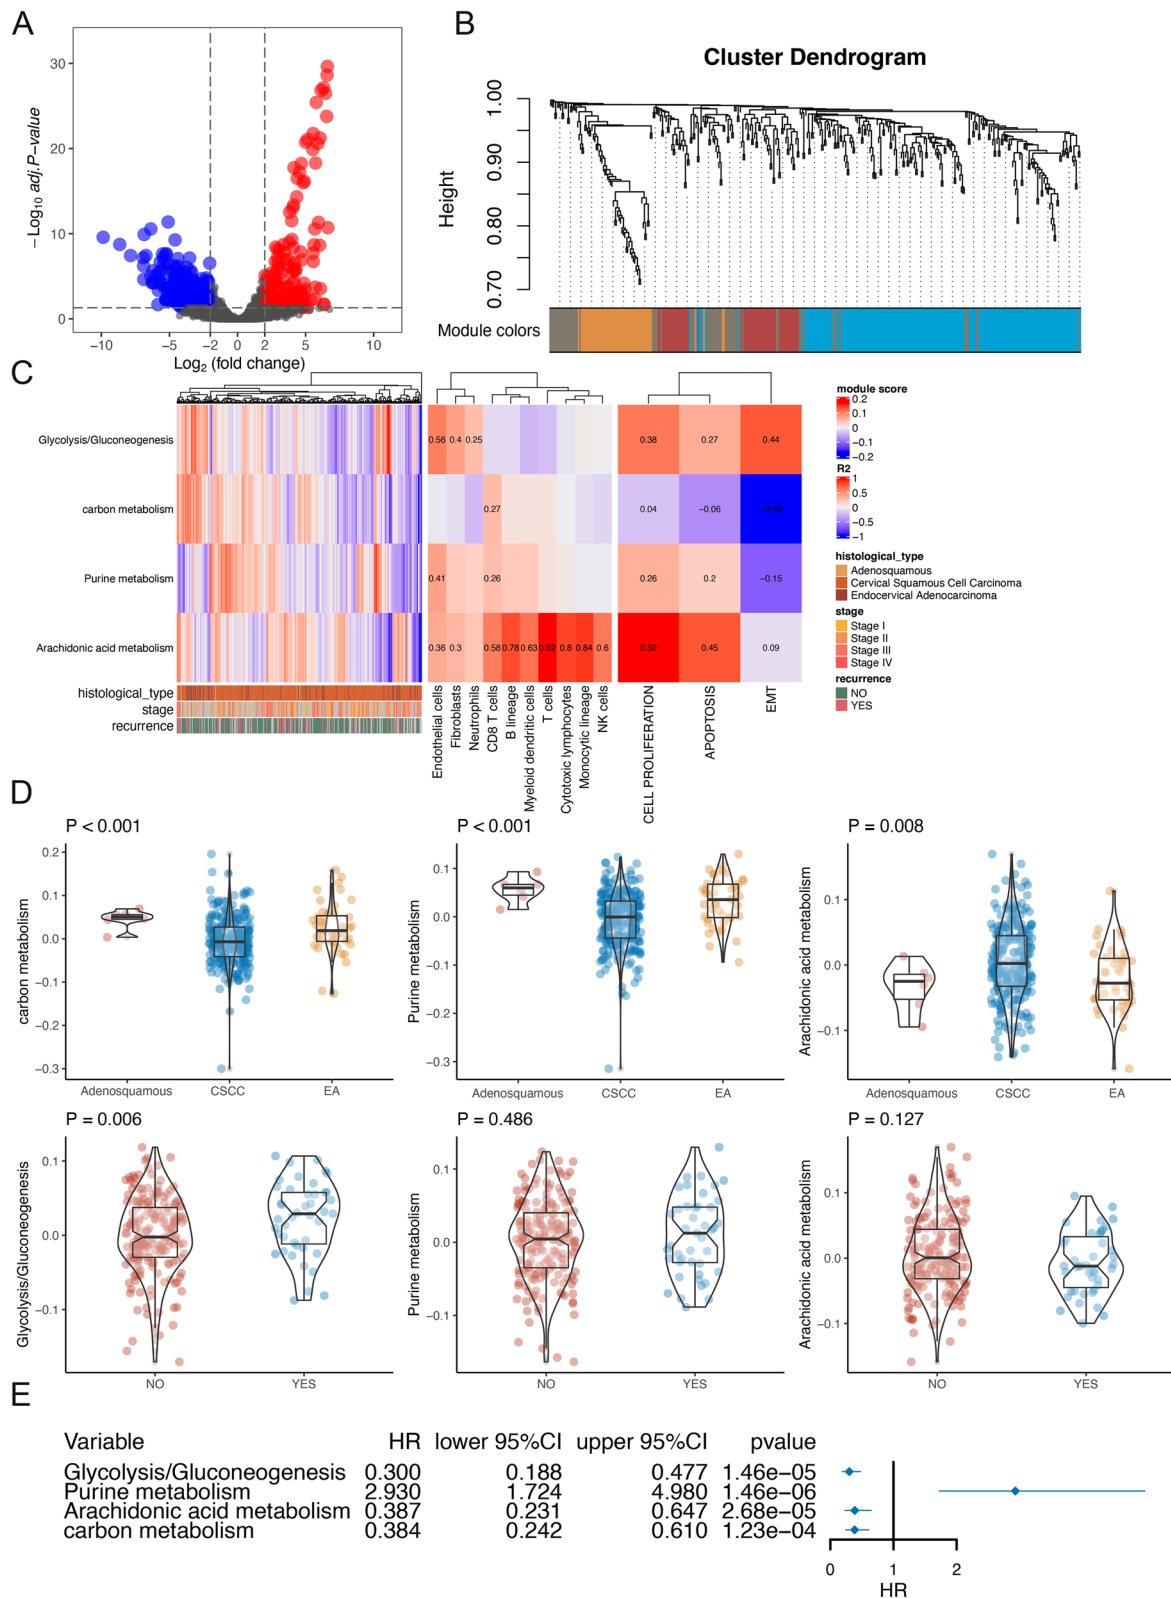 A
30
20
10
0
−Log10 adj.P−value
−10
−5
−2
0
2
5
10
Log2 (fold change)
B
Cluster Dendrogram
Height
1.00
0.90
0.80
0.70
Module colors
C
Glycolysis/Gluconeogenesis
carbon metabolism
Purine metabolism
Arachidonic acid metabolism
histological_type
stage
recurrence
0.56 0.4 0.25 0.38 0.27 0.44
0.27 0.04 −0.06 −0.28
0.41 0.26 0.26 0.2 −0.15
0.36 0.3 0.58 0.78 0.63 0.92 0.8 0.84 0.6 0.52 0.45 0.09
Endothelial cells
Fibroblasts
Neutrophils
CD8 T cells
B lineage
Myeloid dendritic cells
T cells
Cytotoxic lymphocytes
Monocytic lineage
NK cells
CELL PROLIFERATION
APOPTOSIS
EMT
module score
0.2
0.1
0
−0.1
−0.2
R2
1
0.5
0
−0.5
−1
histological_type
Adenosquamous
Cervical Squamous Cell Carcinoma
Endocervical Adenocarcinoma
stage
Stage I
Stage II
Stage III
Stage IV
recurrence
NO
YES
D
P < 0.001
carbon metabolism
0.2
0.1
0.0
−0.1
−0.2
−0.3
Adenosquamous CSCC EA
P < 0.001
Purine metabolism
0.1
0.0
−0.1
−0.2
−0.3
Adenosquamous CSCC EA
P = 0.008
Arachidonic acid metabolism
0.1
0.0
−0.1
Adenosquamous CSCC EA
P = 0.006
Glycolysis/Gluconeogenesis
0.1
0.0
−0.1
NO YES
P = 0.486
Purine metabolism
0.1
0.0
−0.1
NO YES
P = 0.127
Arachidonic acid metabolism
0.1
0.0
−0.1
NO YES
E
Variable HR lower 95%CI upper 95%CI pvalue
Glycolysis/Gluconeogenesis 0.300 0.188 0.477 1.46e−05
Purine metabolism 2.930 1.724 4.980 1.46e−06
Arachidonic acid metabolism 0.387 0.231 0.647 2.68e−05
carbon metabolism 0.384 0.242 0.610 1.23e−04
0 1 2
HR